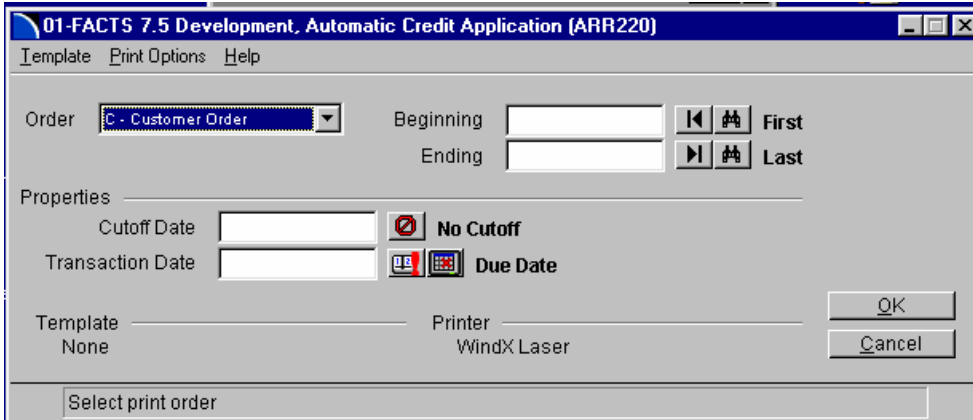 01-FACTS 7.5 Development, Automatic Credit Application (ARR220)
Template Print Options Help
Order C - Customer Order Beginning First
Ending Last
Properties
Cutoff Date No Cutoff
Transaction Date Due Date
OK
Template Printer
None WindX Laser
Cancel
Select print order